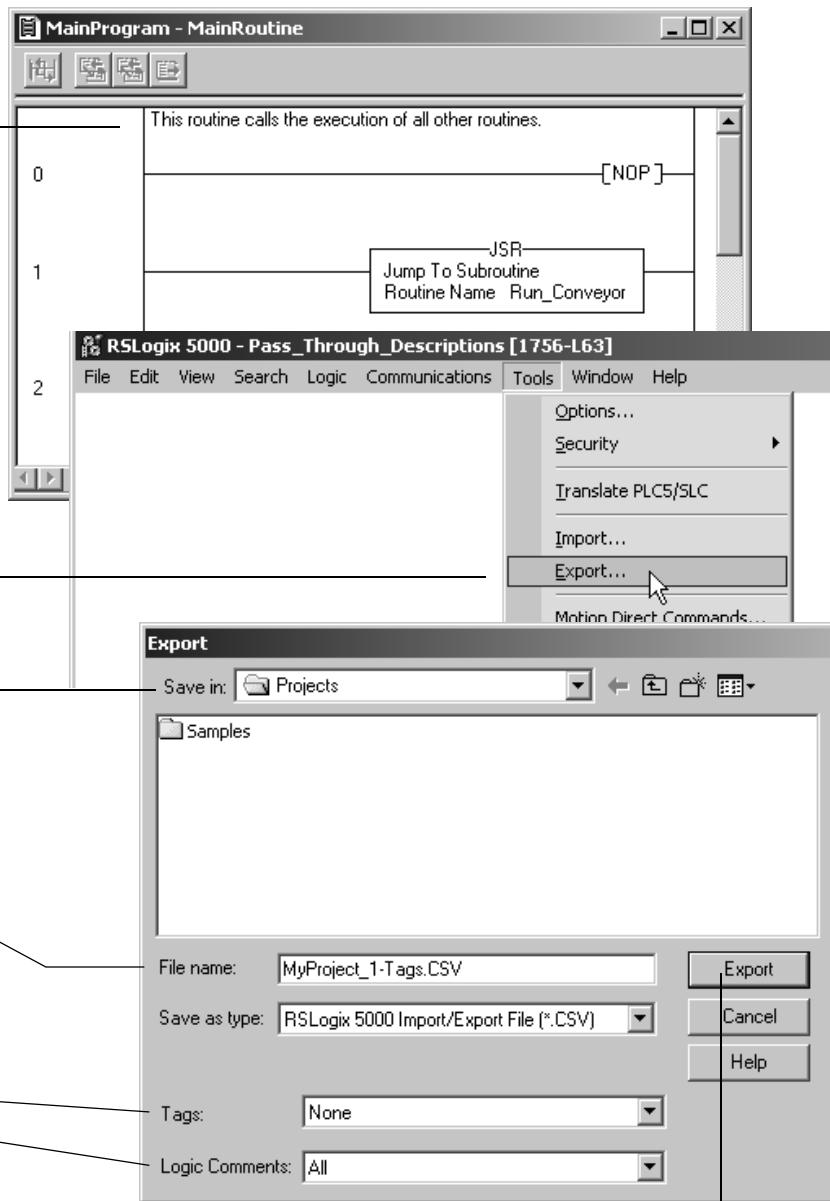 MainProgram - MainRoutine
This routine calls the execution of all other routines.
0
NOP
JSR
1
Jump To Subroutine
Routine Name Run_Conveyor
2
RSLogix 5000 - Pass_Through_Descriptions [1756-L63]
File Edit View Search Logic Communications Tools Window Help
Options...
Security
Translate PLC5/SLC
Import...
Export...
Motion Direct Commands...
Export
Save in: Projects
Samples
File name: MyProject_1-Tags.CSV Export
Save as type: RSLogix 5000 Import/Export File (*.CSV) Cancel
Help
Tags: None
Logic Comments: All